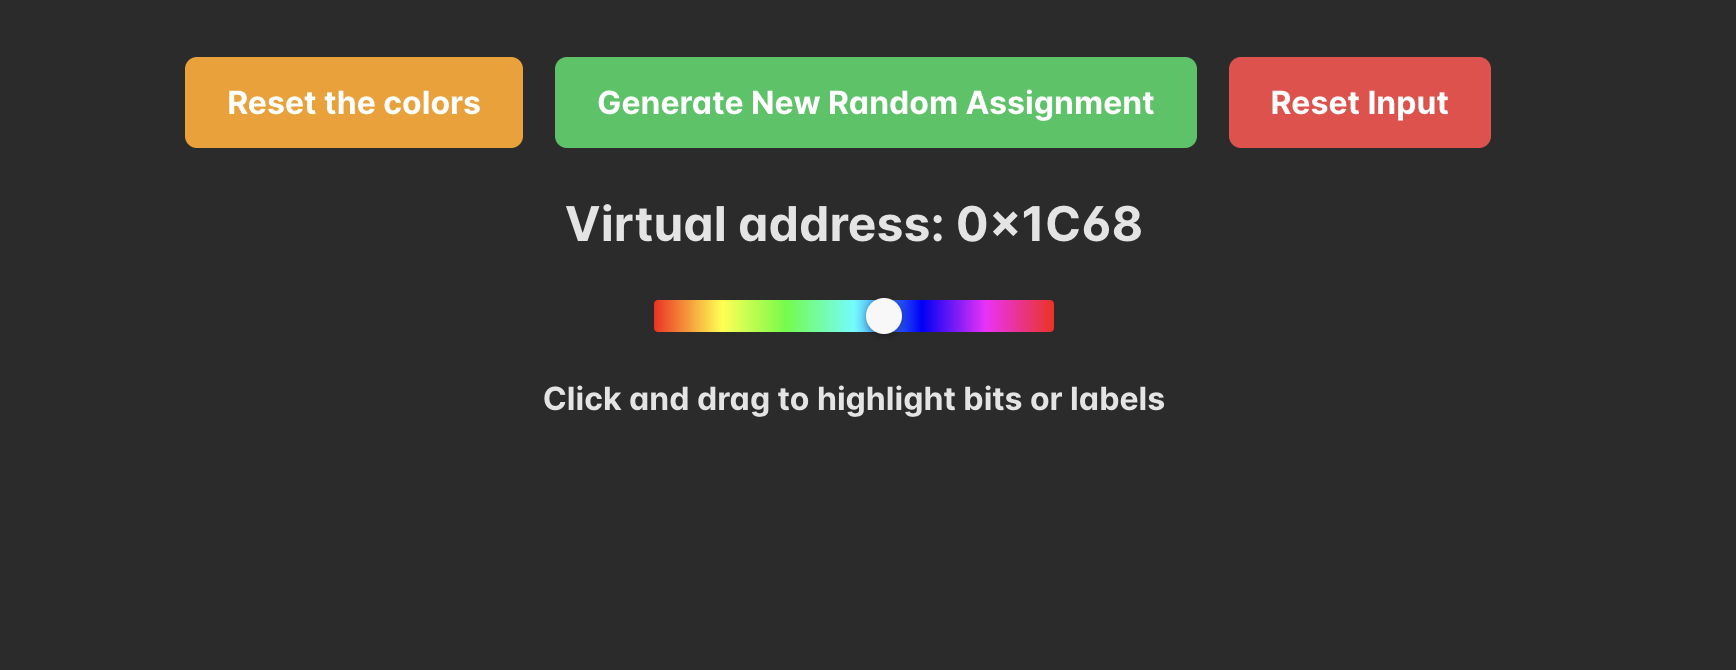 Reset the colors
Generate New Random Assignment
Reset Input
Virtual address: 0x1C68
Click and drag to highlight bits or labels